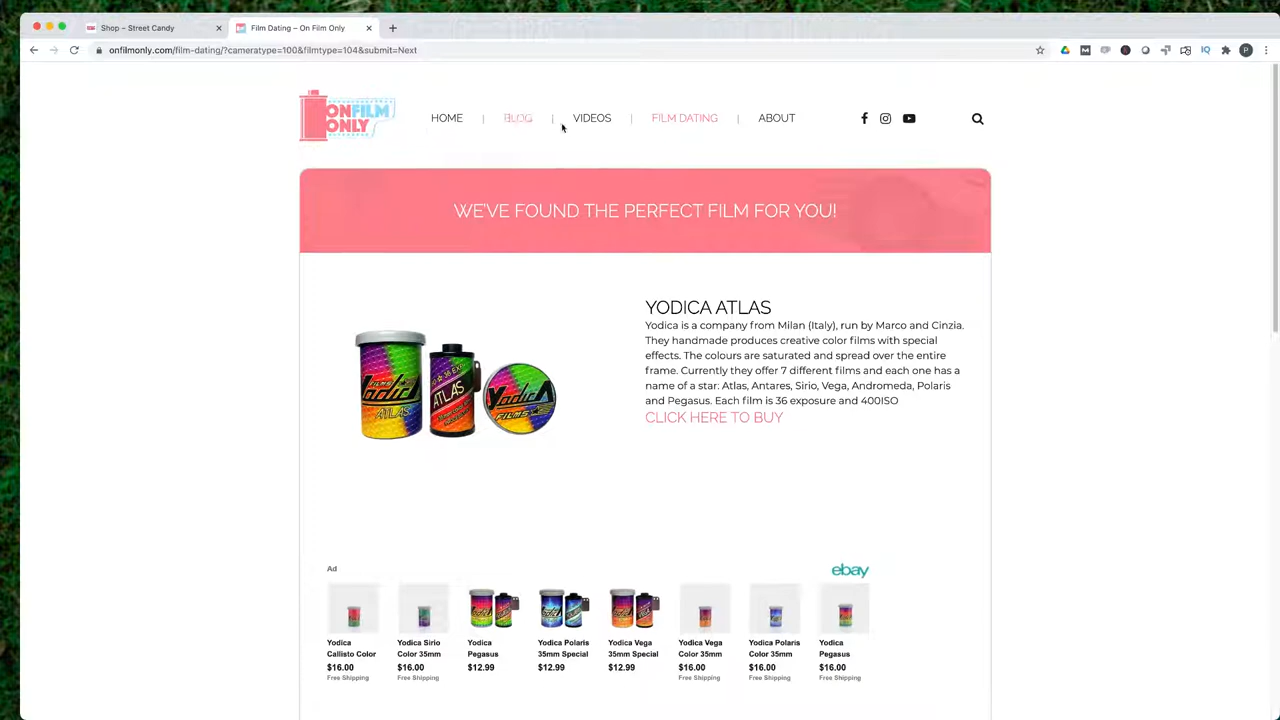 Shop – Street Candy
Film Dating – On Film Only
onfilmonly.com/film-dating/?cameratype=100&filmtype=104&submit=Next
ONFILM
ONLY
HOME | BLOG | VIDEOS | FILM DATING | ABOUT
WE'VE FOUND THE PERFECT FILM FOR YOU!
YODICA ATLAS
Yodica is a company from Milan (Italy), run by Marco and Cinzia.
They handmade produces creative color films with special
effects. The colours are saturated and spread over the entire
frame. Currently they offer 7 different films and each one has a
name of a star: Atlas, Antares, Sirio, Vega, Andromeda, Polaris
and Pegasus. Each film is 36 exposure and 400ISO
CLICK HERE TO BUY
FILMS
Yodica
ATLAS
ATLAS
Yodica
FILMS
Ad
ebay
Yodica
Callisto Color
$16.00
Free Shipping
Yodica Sirio
Color 35mm
$16.00
Free Shipping
Yodica
Pegasus
$12.99
Yodica Polaris
35mm Special
$12.99
Yodica Vega
35mm Special
$12.99
Yodica Vega
Color 35mm
$16.00
Free Shipping
Yodica Polaris
Color 35mm
$16.00
Free Shipping
Yodica
Pegasus
$16.00
Free Shipping